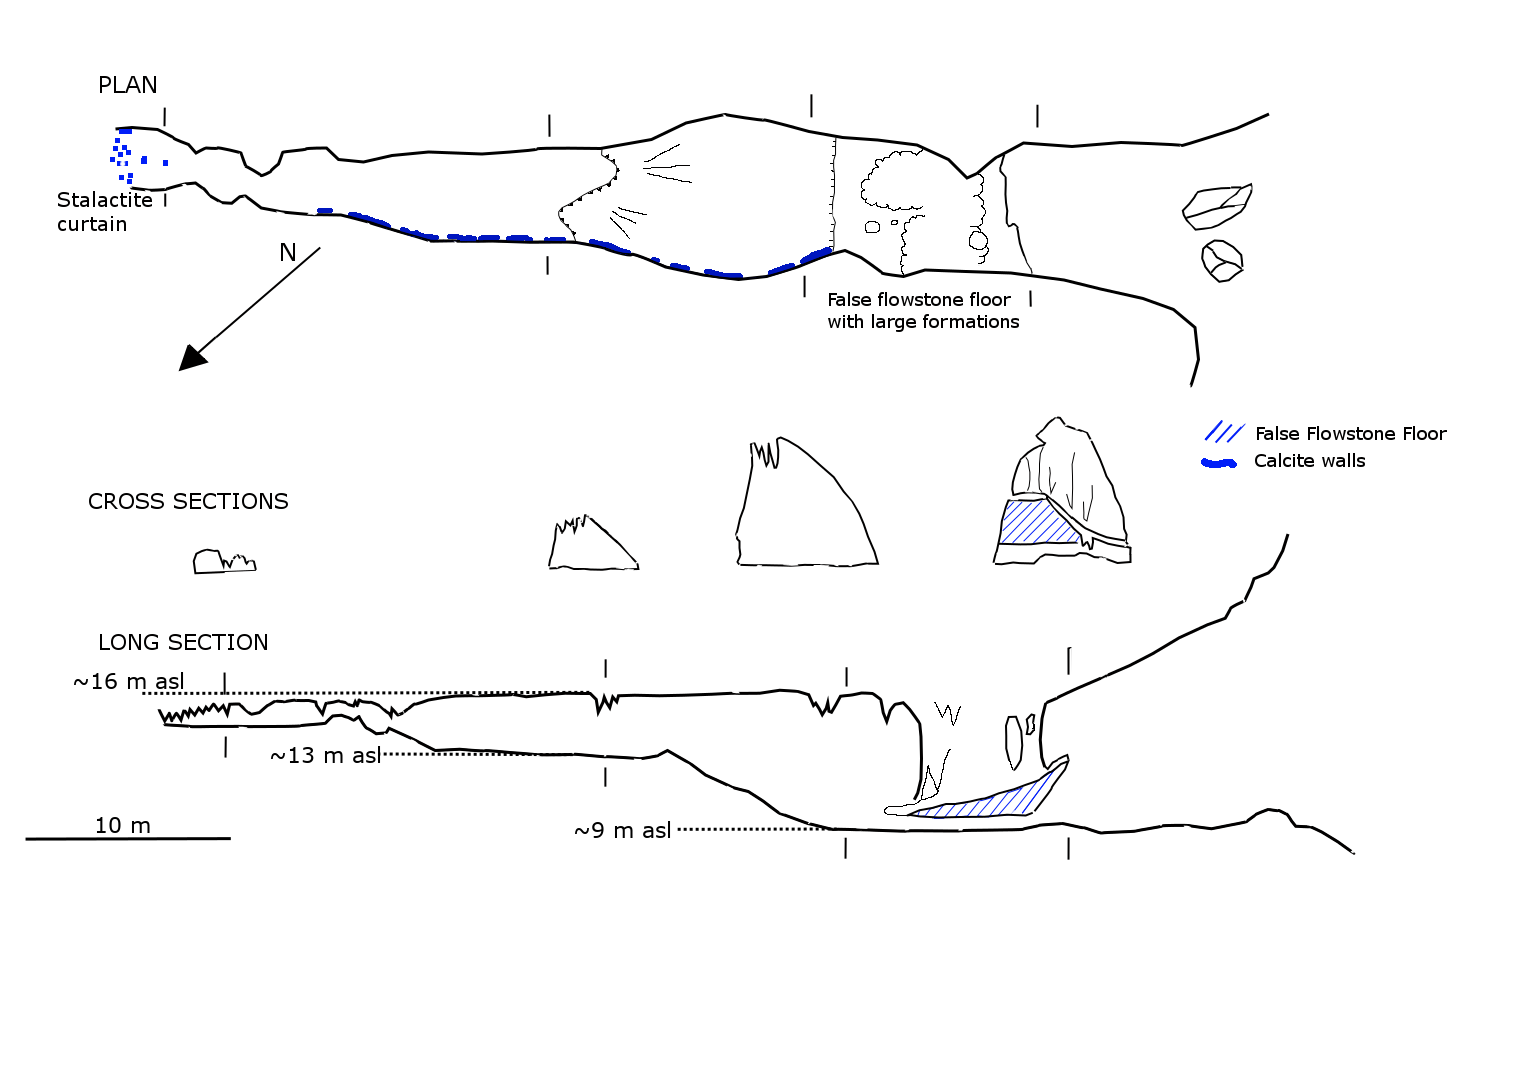 PLAN
Stalactite
curtain
N
False flowstone floor
with large formations
False Flowstone Floor
Calcite walls
CROSS SECTIONS
LONG SECTION
~16 m asl
~13 m asl
10 m
~9 m asl